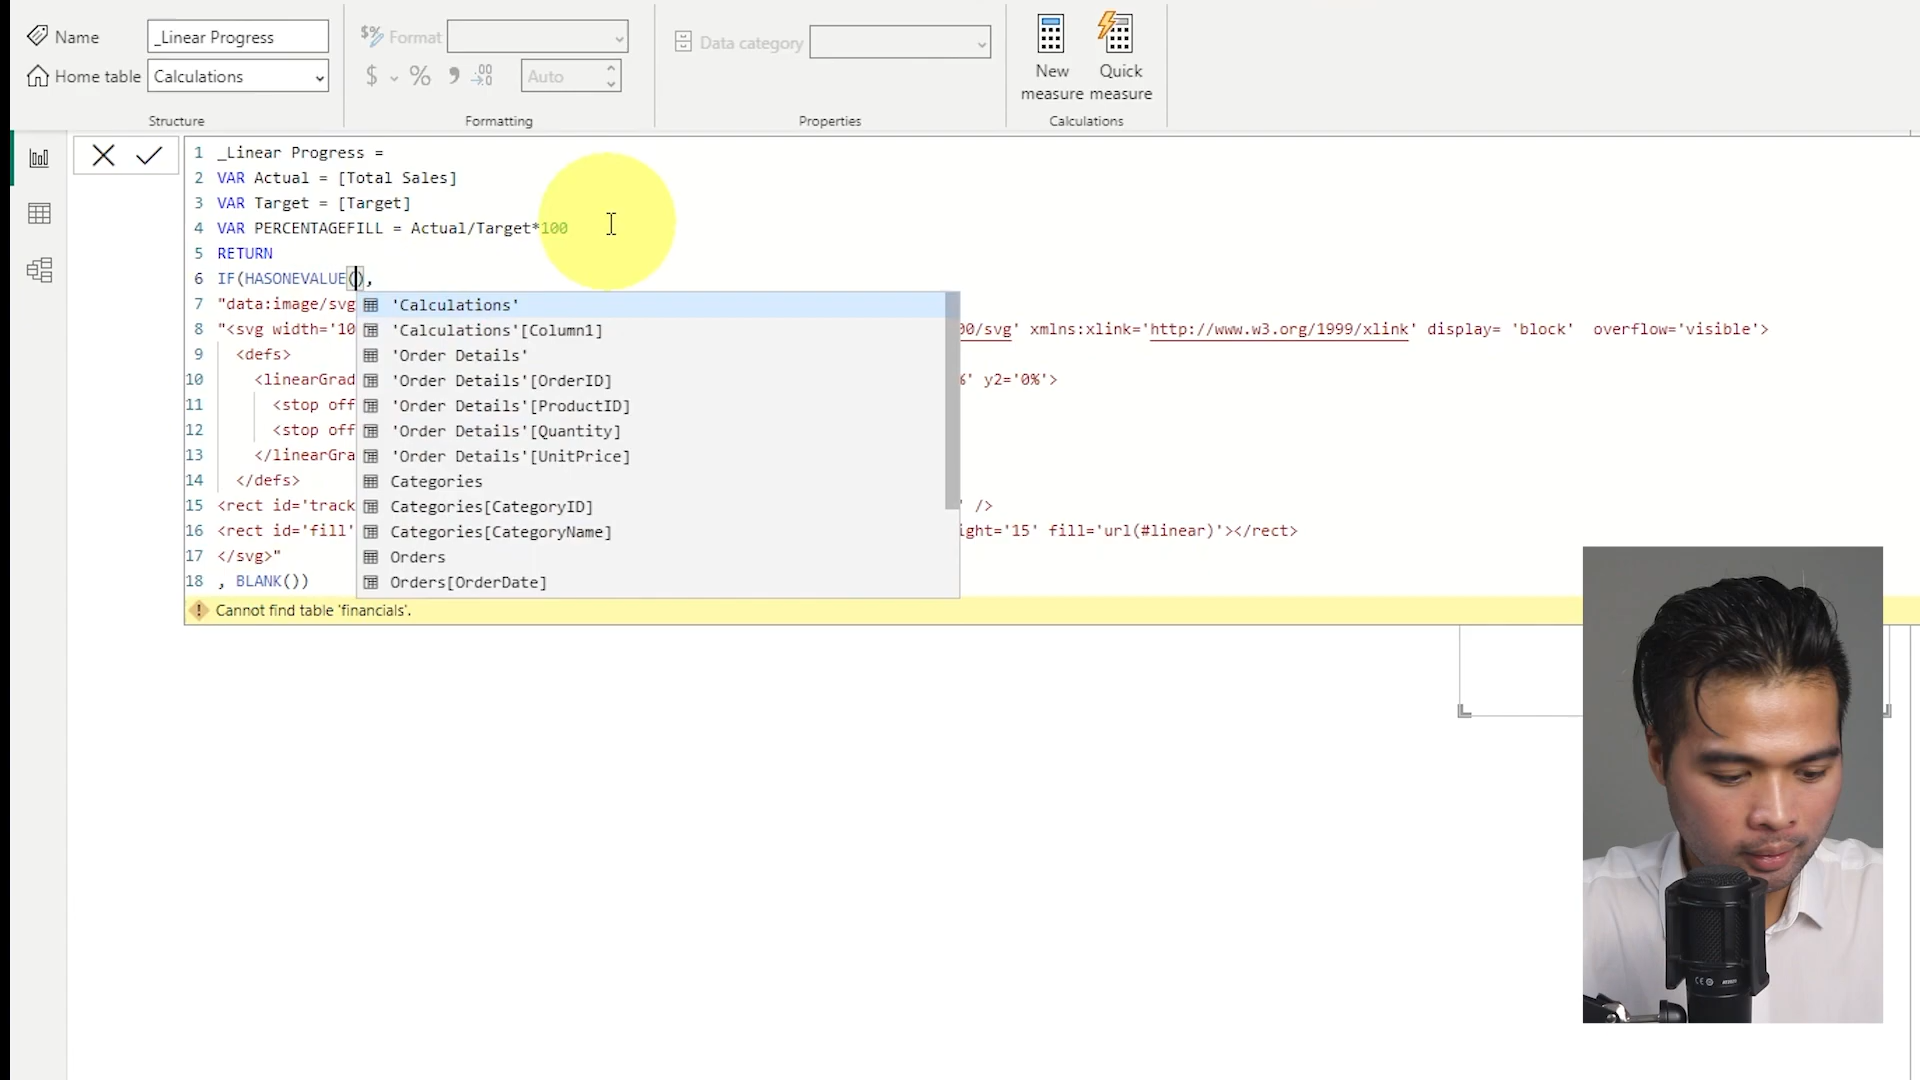 Name
_Linear Progress
$% Format
Data category
New measure
Quick measure
Home table
Calculations
$ % 9 .00 →.0
Auto
Structure
Formatting
Properties
Calculations
1 _Linear Progress =
2 VAR Actual = [Total Sales]
3 VAR Target = [Target]
4 VAR PERCENTAGEFILL = Actual/Target*100
5 RETURN
6 IF(HASONEVALUE(),
7 "data:image/svg
8 "<svg width='10 00/svg' xmlns:xlink='http://www.w3.org/1999/xlink' display= 'block' overflow='visible'>
9 <defs>
10 <linearGrad %' y2='0%'>
11 <stop off
12 <stop off
13 </linearGra
14 </defs>
15 <rect id='track ' />
16 <rect id='fill' ight='15' fill='url(#linear)'></rect>
17 </svg>"
18 , BLANK())
'Calculations'
'Calculations'[Column1]
'Order Details'
'Order Details'[OrderID]
'Order Details'[ProductID]
'Order Details'[Quantity]
'Order Details'[UnitPrice]
Categories
Categories[CategoryID]
Categories[CategoryName]
Orders
Orders[OrderDate]
Cannot find table 'financials'.